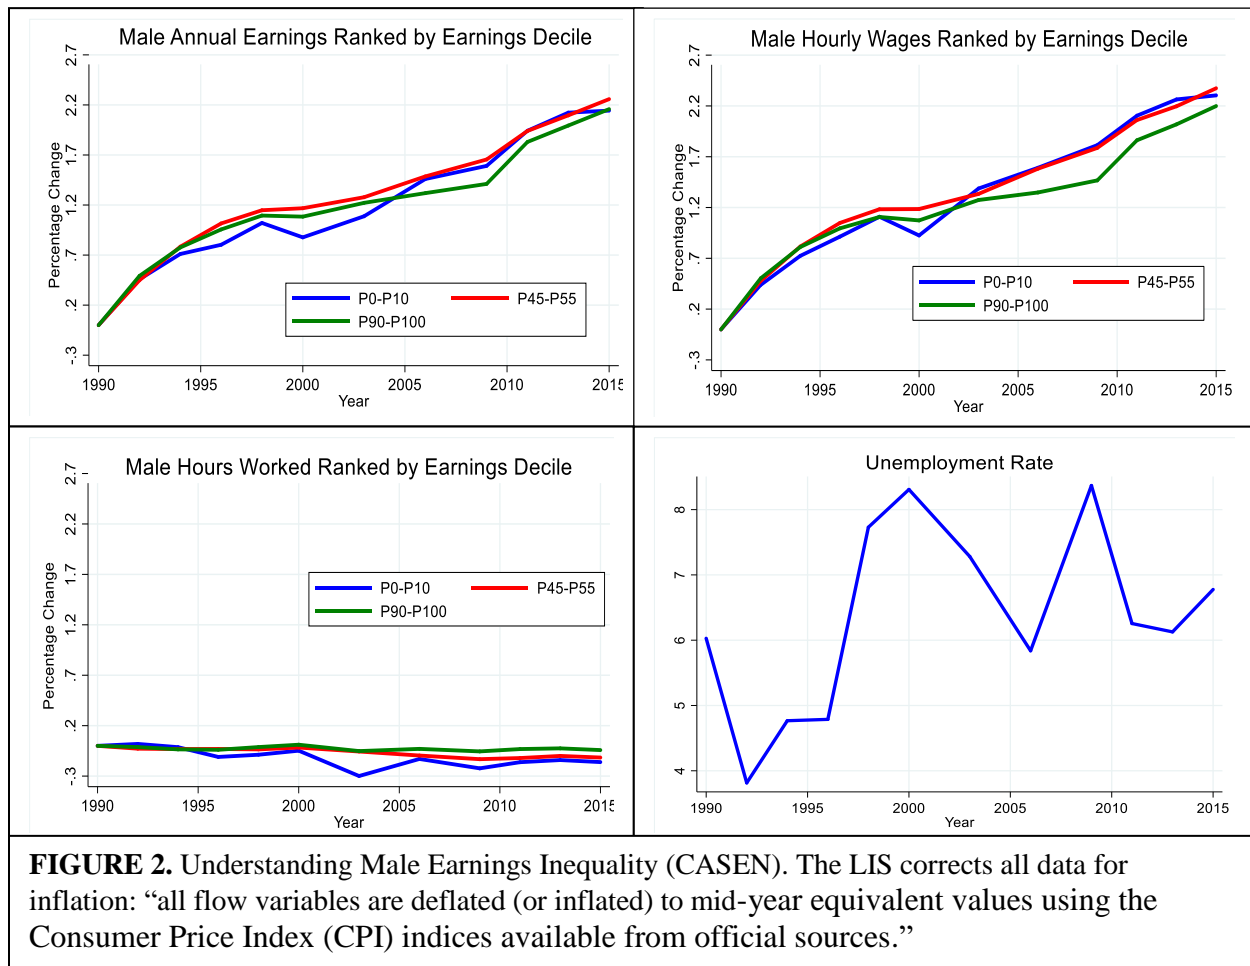 Male Annual Earnings Ranked by Earnings Decile
Percentage Change
2.7
2.2
1.7
1.2
.7
.2
-.3
P0-P10 P45-P55
P90-P100
1990 1995 2000 2005 2010 2015
Year
Male Hourly Wages Ranked by Earnings Decile
Percentage Change
2.7
2.2
1.7
1.2
.7
.2
-.3
P0-P10 P45-P55
P90-P100
1990 1995 2000 2005 2010 2015
Year
Male Hours Worked Ranked by Earnings Decile
Percentage Change
2.7
2.2
1.7
1.2
.7
.2
-.3
P0-P10 P45-P55
P90-P100
1990 1995 2000 2005 2010 2015
Year
Unemployment Rate
8
7
6
5
4
1990 1995 2000 2005 2010 2015
Year
FIGURE 2. Understanding Male Earnings Inequality (CASEN). The LIS corrects all data for
inflation: “all flow variables are deflated (or inflated) to mid-year equivalent values using the
Consumer Price Index (CPI) indices available from official sources.”